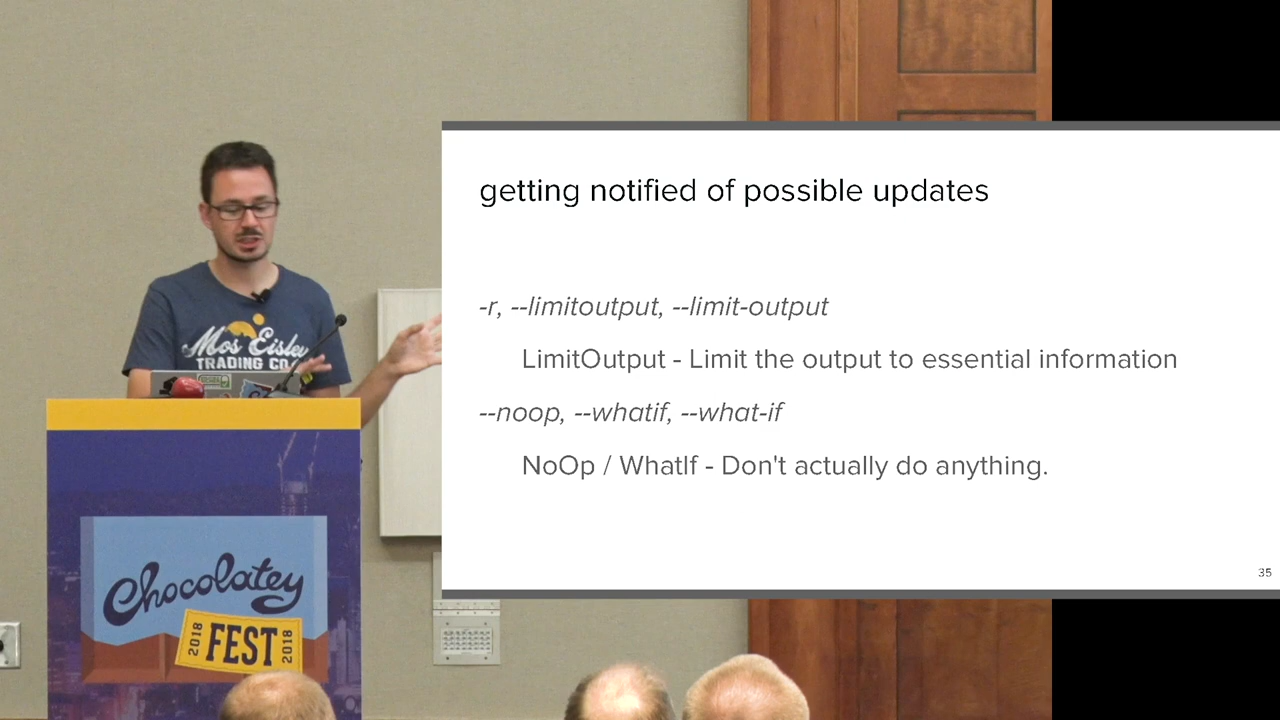 getting notified of possible updates
-r, --limitoutput, --limit-output
LimitOutput - Limit the output to essential information
--noop, --whatif, --what-if
NoOp / WhatIf - Don't actually do anything.
35
Mos Eisley
TRADING CO.
Chocolatey
2018 FEST 2018